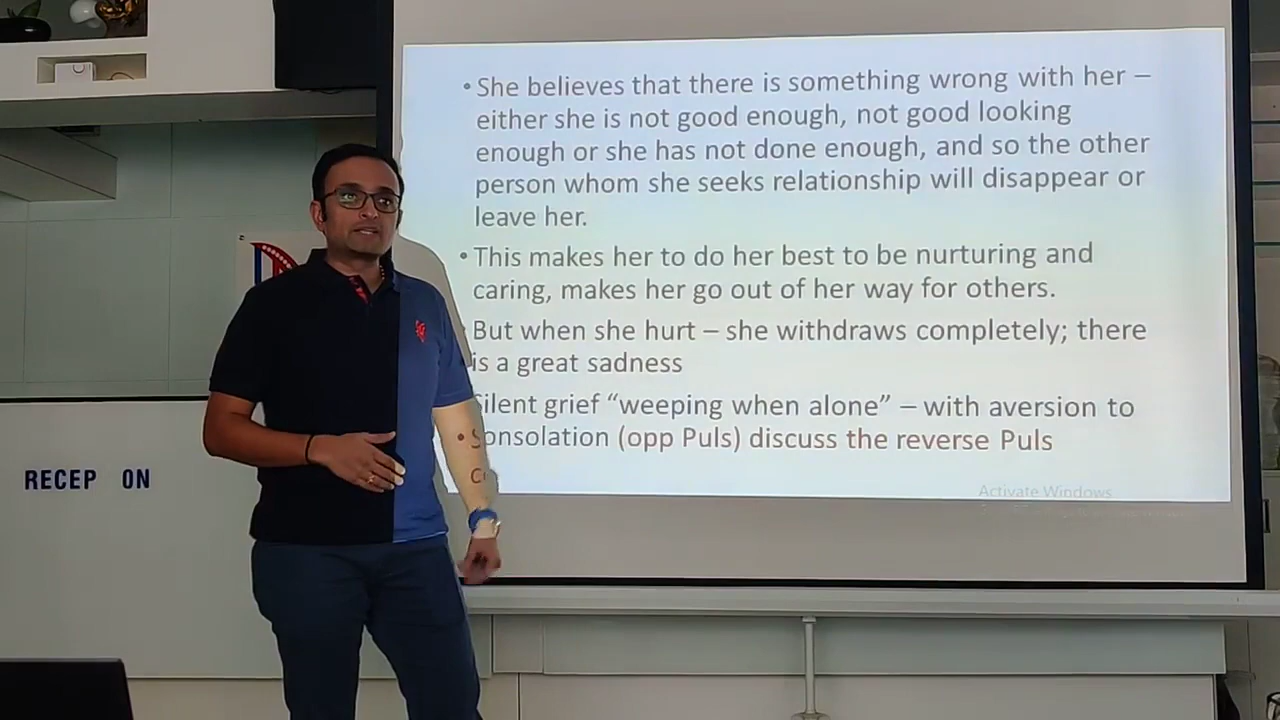 • She believes that there is something wrong with her –
either she is not good enough, not good looking
enough or she has not done enough, and so the other
person whom she seeks relationship will disappear or
leave her.
• This makes her to do her best to be nurturing and
caring, makes her go out of her way for others.
But when she hurt – she withdraws completely; there
is a great sadness
• Silent grief “weeping when alone” – with aversion to
consolation (opp Puls) discuss the reverse Puls
Activate Windows
RECEP ON